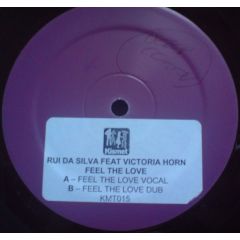 Kismet
RUI DA SILVA FEAT VICTORIA HORN
FEEL THE LOVE
A – FEEL THE LOVE VOCAL
B – FEEL THE LOVE DUB
KMT015